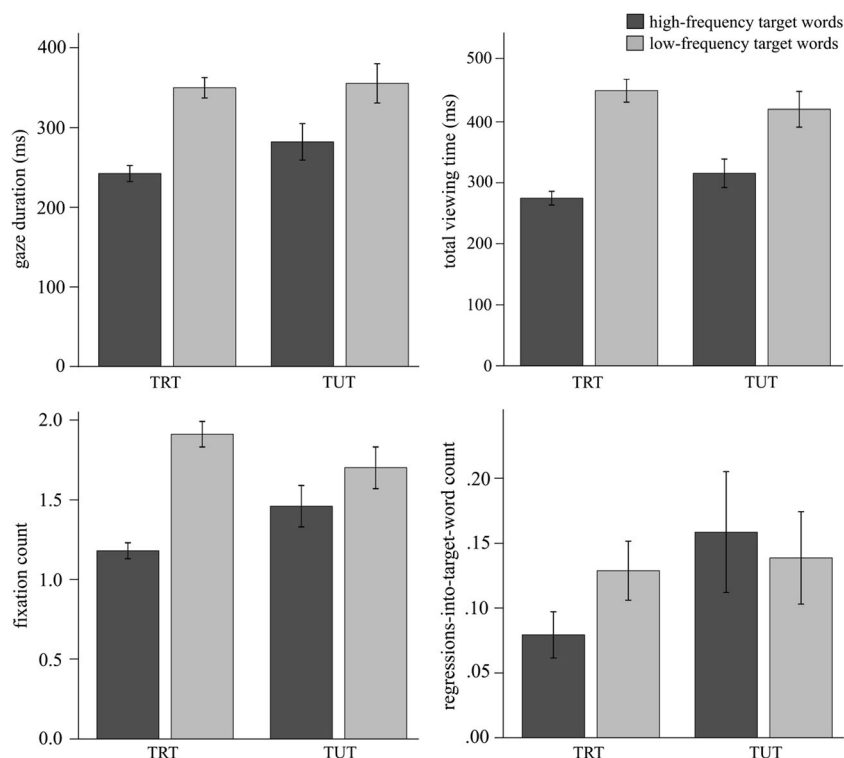 high-frequency target words
low-frequency target words
gaze duration (ms)
400
300
200
100
0
TRT TUT
total viewing time (ms)
500
400
300
300
100
100
0
TRT TUT
fixation count
2.0
1.5
1.0
0.5
0.0
TRT TUT
regressions-into-target-word count
.20
.15
.10
.05
.00
TRT TUT